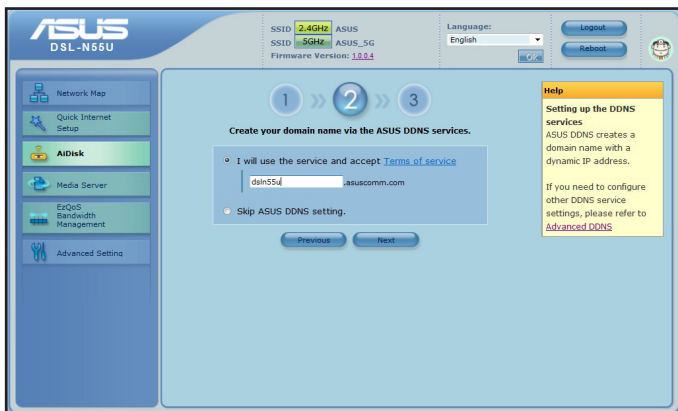 ASUS
DSL-N55U
SSID 2.4GHz ASUS
SSID 5GHz ASUS_5G
Firmware Version: 1.0.0.4
Language:
English
OK
Logout
Reboot
Network Map
Quick Internet
Setup
AiDisk
Media Server
EzQoS
Bandwidth
Management
Advanced Setting
1 » 2 » 3
Create your domain name via the ASUS DDNS services.
I will use the service and accept Terms of service
dsln55u .asuscomm.com
Skip ASUS DDNS setting.
Previous Next
Help
Setting up the DDNS
services
ASUS DDNS creates a
domain name with a
dynamic IP address.
If you need to configure
other DDNS service
settings, please refer to
Advanced DDNS